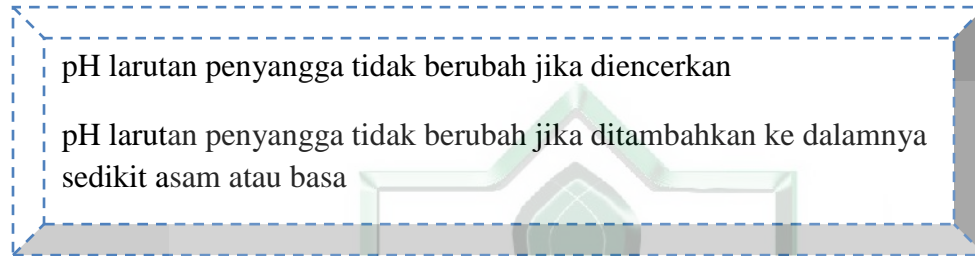 pH larutan penyangga tidak berubah jika diencerkan
pH larutan penyangga tidak berubah jika ditambahkan ke dalamnya
sedikit asam atau basa